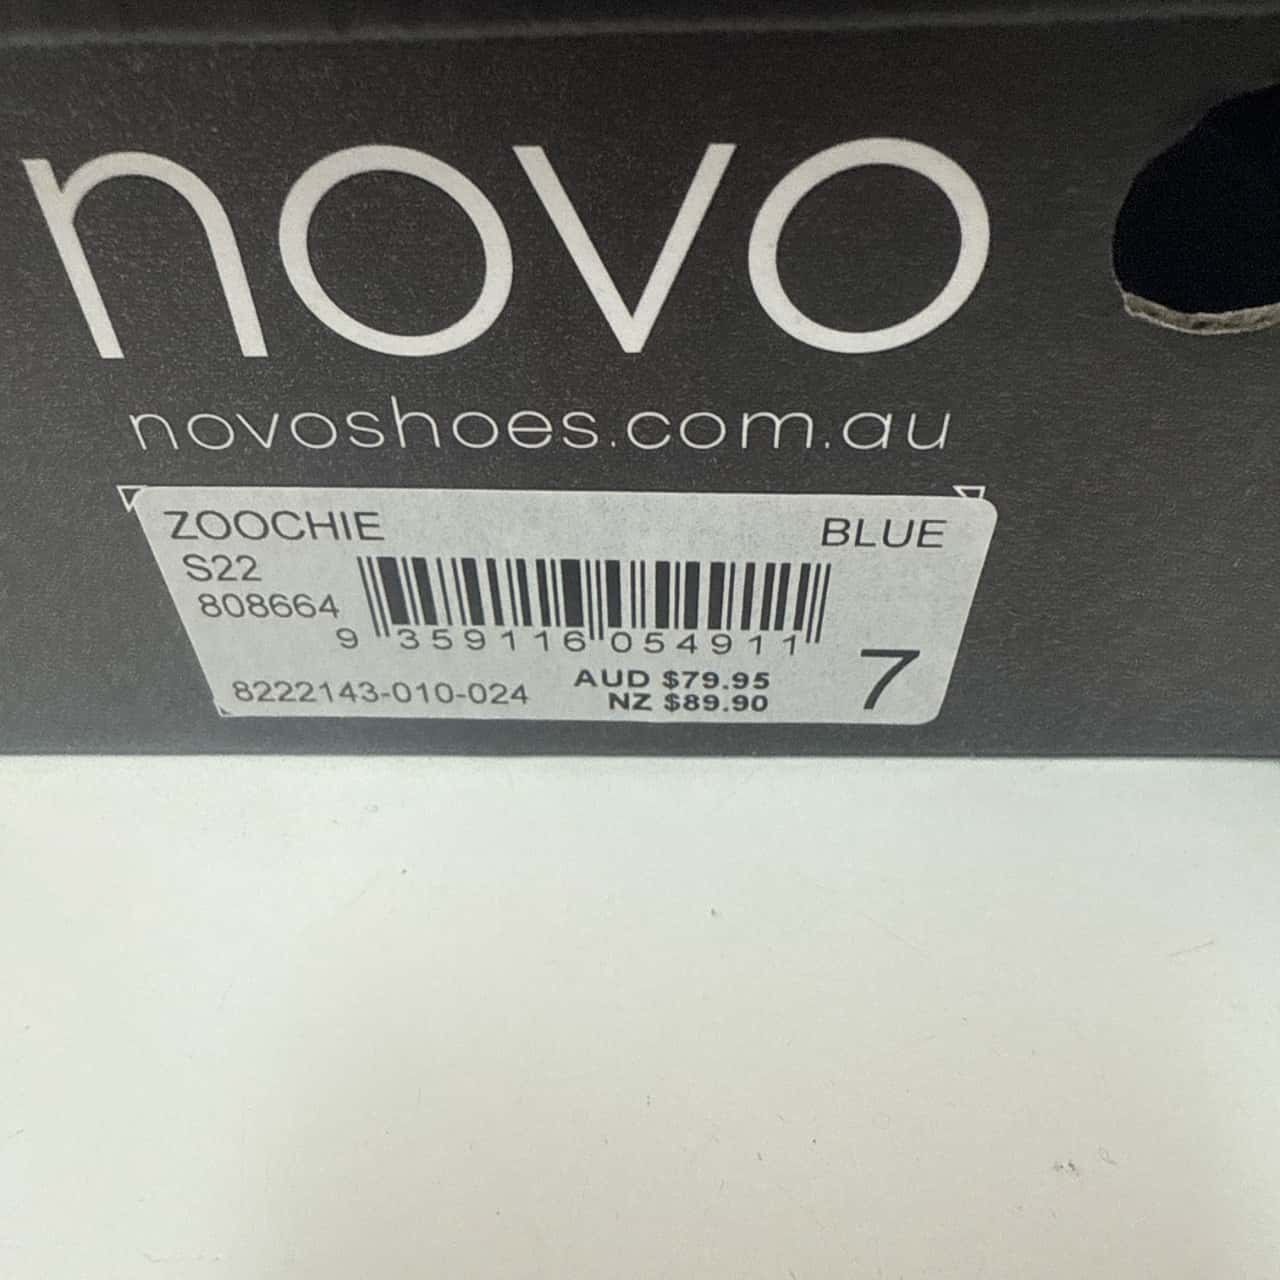 novo
novoshoes.com.au
ZOOCHIE BLUE
S22
808664
9 359116 054911
8222143-010-024
AUD $79.95
NZ $89.90
7